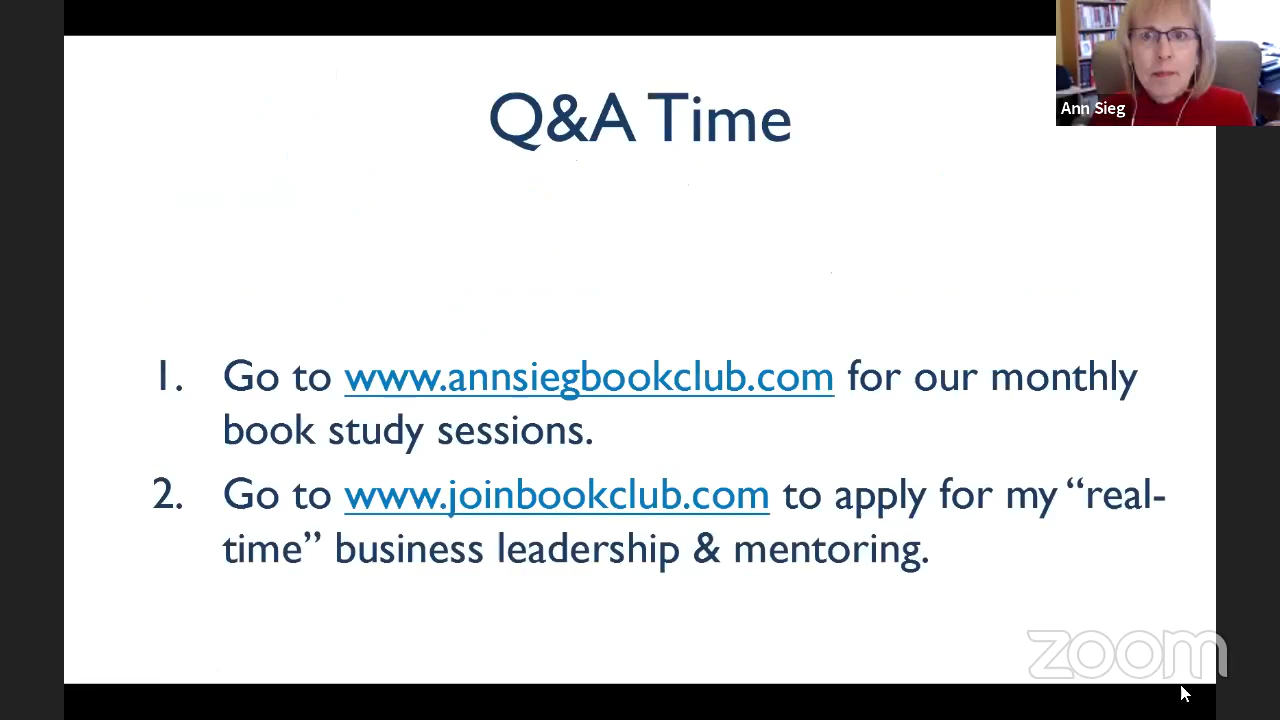 Ann Sieg
Q&A Time
1. Go to www.annsiegbookclub.com for our monthly
book study sessions.
2. Go to www.joinbookclub.com to apply for my “real-
time” business leadership & mentoring.
zoom